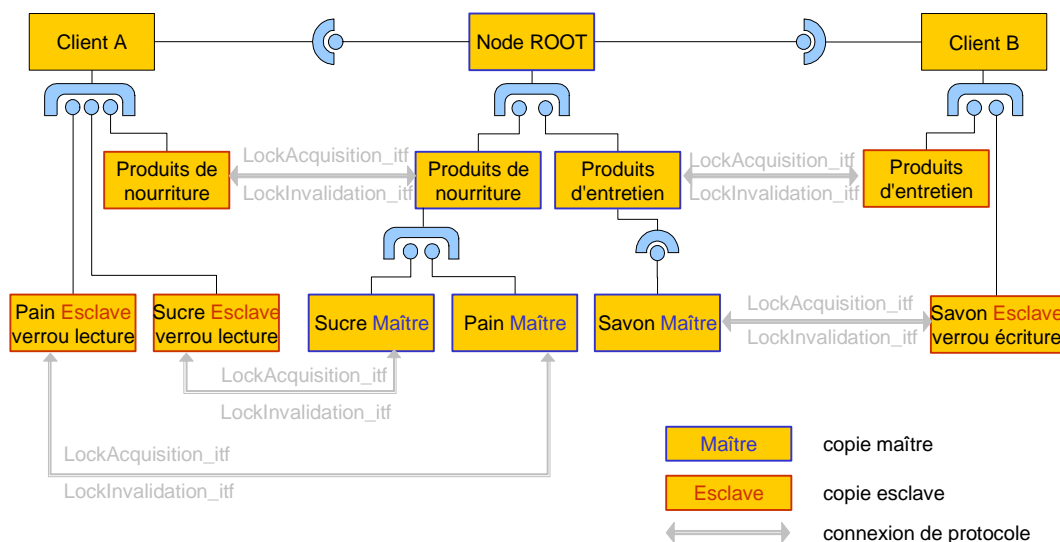 Client A
Node ROOT
Client B
Produits de
nourriture
LockAcquisition_itf
LockInvalidation_itf
Produits de
nourriture
Produits
d'entretien
LockAcquisition_itf
LockInvalidation_itf
Produits
d'entretien
Pain Esclave
verrou lecture
Sucre Esclave
verrou lecture
Sucre Maître
Pain Maître
Savon Maître
LockAcquisition_itf
LockInvalidation_itf
Savon Esclave
verrou écriture
LockAcquisition_itf
LockInvalidation_itf
LockAcquisition_itf
LockInvalidation_itf
Maître
copie maître
Esclave
copie esclave
connexion de protocole